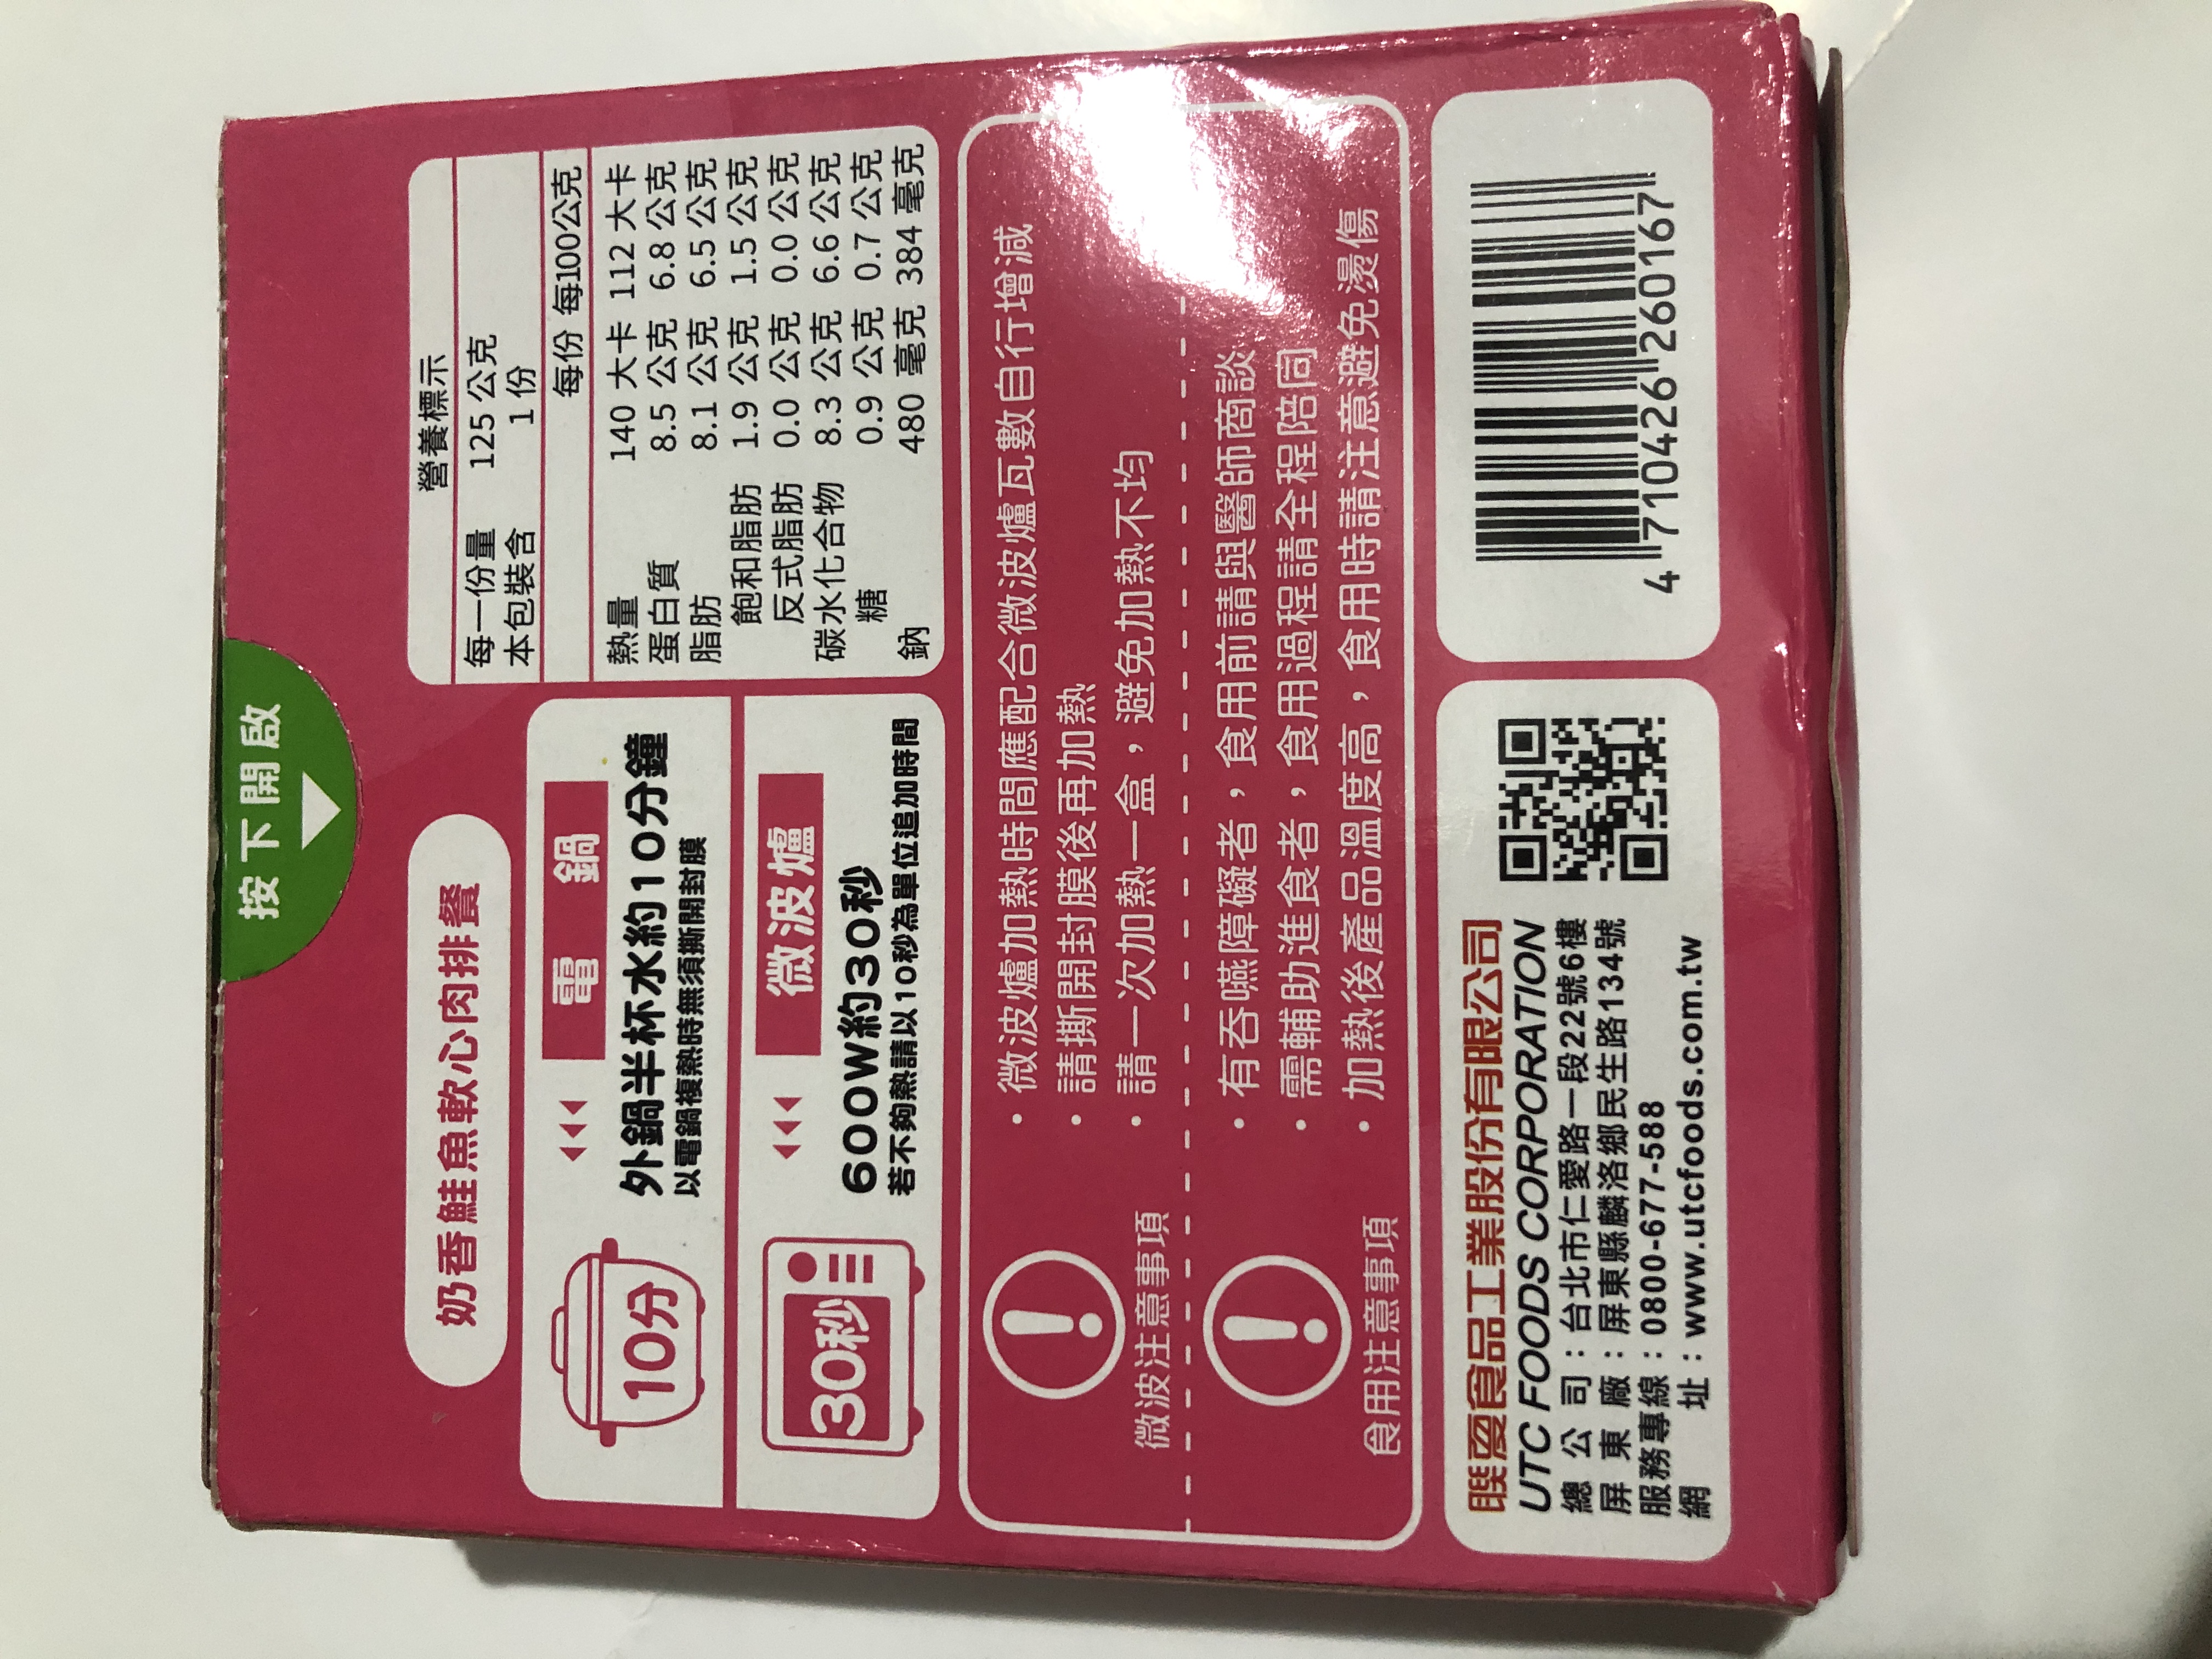 按下開啟
奶香鮭魚軟心肉排餐
10分
電 鍋
外鍋半杯水約10分鐘
以電鍋複熱時無須撕開封膜
30秒
微波爐
600W約30秒
若不夠熱請以10秒為單位追加時間
營養標示
每一份量 125 公克
本包裝含 1 份
每份 每100公克
熱量 140 大卡 112 大卡
蛋白質 8.5 公克 6.8 公克
脂肪 8.1 公克 6.5 公克
飽和脂肪 1.9 公克 1.5 公克
反式脂肪 0.0 公克 0.0 公克
碳水化合物 8.3 公克 6.6 公克
糖 0.9 公克 0.7 公克
鈉 480 毫克 384 毫克
微波注意事項
・微波爐加熱時間應配合微波爐瓦數自行增減
・請撕開封膜後再加熱
・請一次加熱一盒，避免加熱不均
食用注意事項
・有吞嚥障礙者，食用前請與醫師商談
・需輔助進食者，食用過程請全程陪同
・加熱後產品溫度高，食用時請注意避免燙傷
聯夏食品工業股份有限公司
UTC FOODS CORPORATION
總公司：台北市仁愛路一段22號6樓
屏東廠：屏東縣麟洛鄉民生路134號
服務專線：0800-677-588
網址：www.utcfoods.com.tw
4 710426 260167